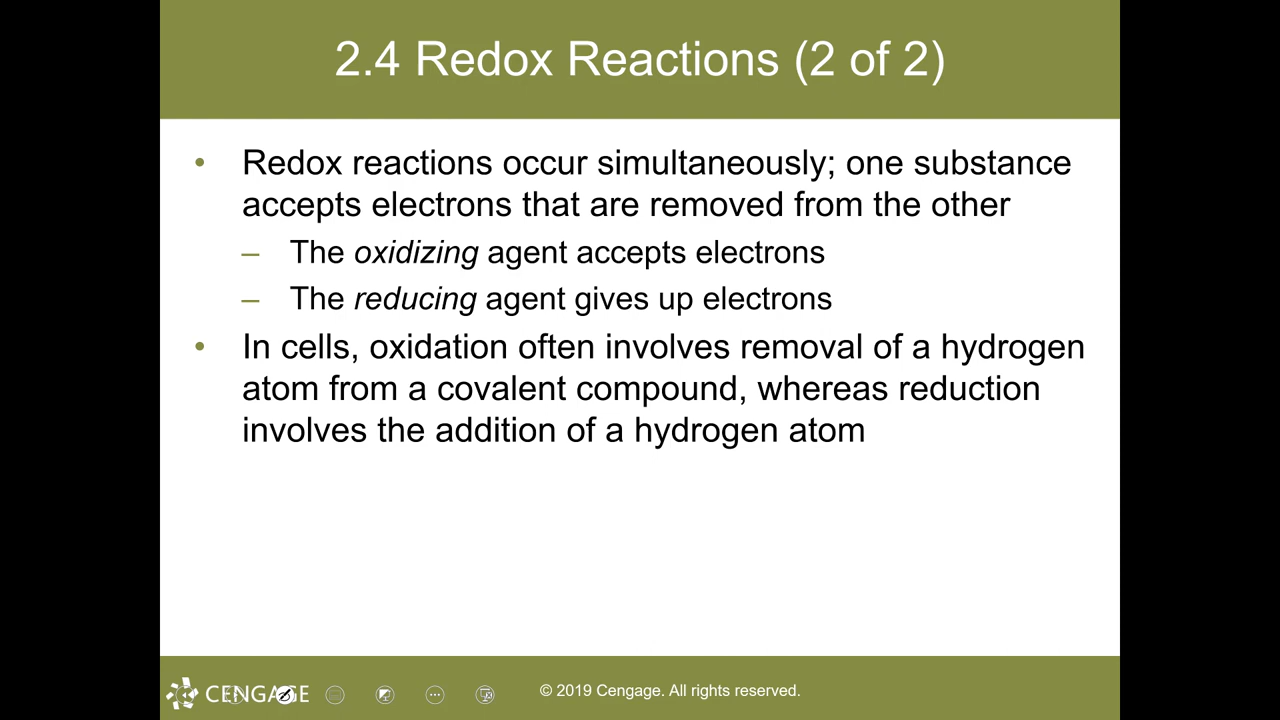 2.4 Redox Reactions (2 of 2)
• Redox reactions occur simultaneously; one substance
accepts electrons that are removed from the other
– The oxidizing agent accepts electrons
– The reducing agent gives up electrons
• In cells, oxidation often involves removal of a hydrogen
atom from a covalent compound, whereas reduction
involves the addition of a hydrogen atom
CENGAGE
© 2019 Cengage. All rights reserved.